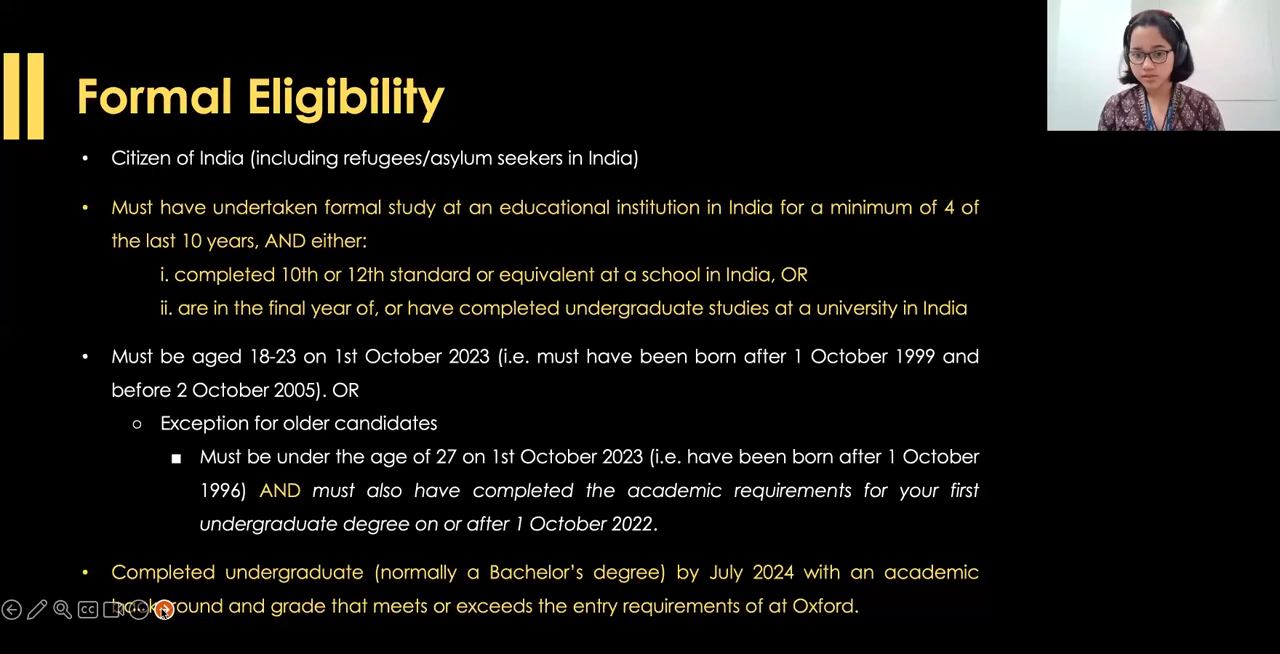 Formal Eligibility
• Citizen of India (including refugees/asylum seekers in India)
• Must have undertaken formal study at an educational institution in India for a minimum of 4 of
the last 10 years, AND either:
i. completed 10th or 12th standard or equivalent at a school in India, OR
ii. are in the final year of, or have completed undergraduate studies at a university in India
• Must be aged 18-23 on 1st October 2023 (i.e. must have been born after 1 October 1999 and
before 2 October 2005). OR
○ Exception for older candidates
■ Must be under the age of 27 on 1st October 2023 (i.e. have been born after 1 October
1996) AND must also have completed the academic requirements for your first
undergraduate degree on or after 1 October 2022.
• Completed undergraduate (normally a Bachelor's degree) by July 2024 with an academic
background and grade that meets or exceeds the entry requirements of at Oxford.
CC